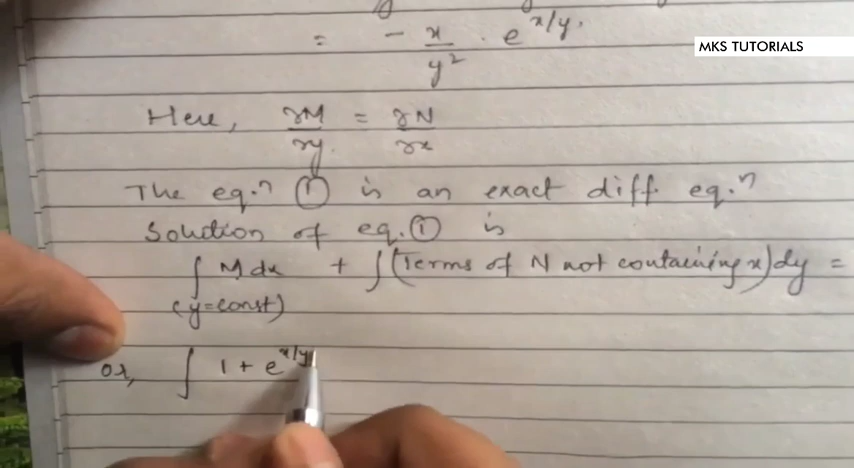 = - x/y² · e^(x/y).
MKS TUTORIALS
Here, ∂M/∂y. = ∂N/∂x
The eq.ⁿ ① is an exact diff. eq.ⁿ
Solution of eq.① is
∫ M dx + ∫(Terms of N not containing x)dy =
(y=const)
or, ∫ 1 + e^(x/y)